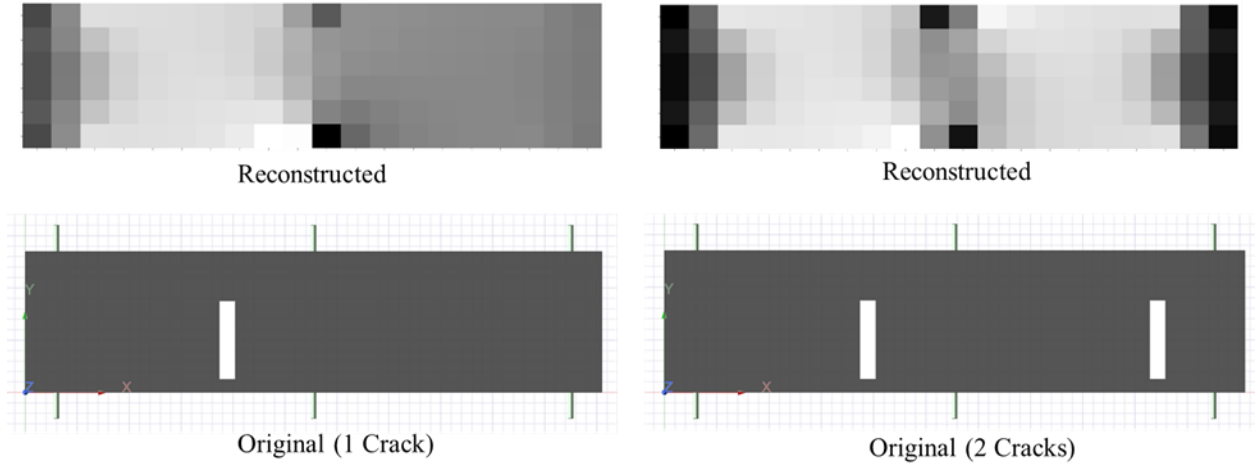 Reconstructed
Reconstructed
Y
Z
X
Original (1 Crack)
Y
Z
X
Original (2 Cracks)